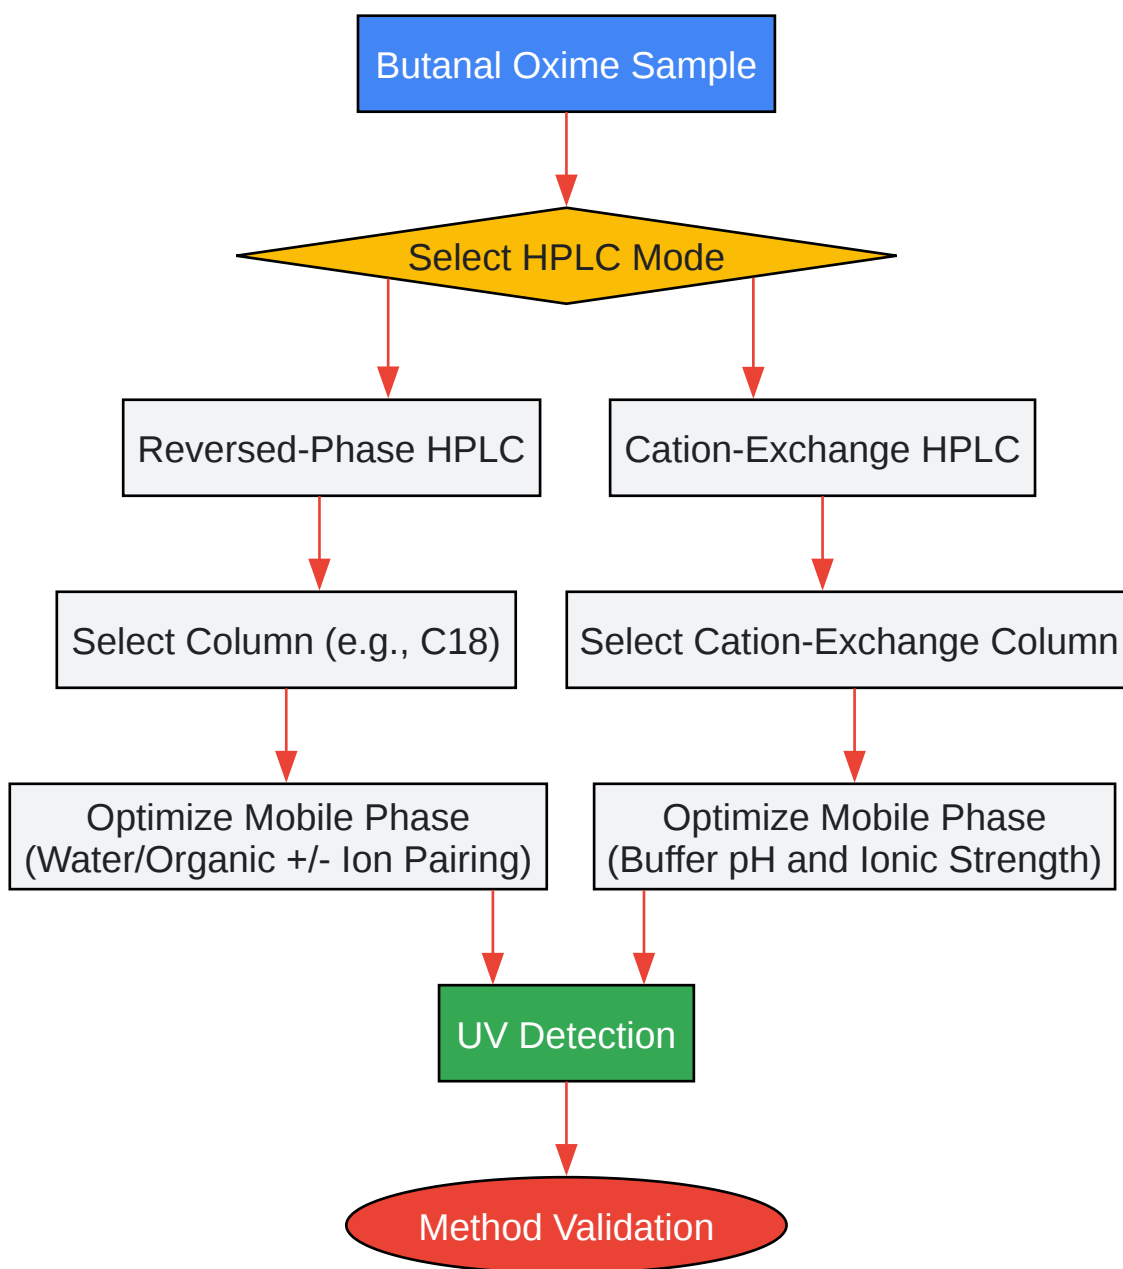 Butanal Oxime Sample
Select HPLC Mode
Reversed-Phase HPLC
Cation-Exchange HPLC
Select Column (e.g., C18)
Select Cation-Exchange Column
Optimize Mobile Phase
(Water/Organic +/- Ion Pairing)
Optimize Mobile Phase
(Buffer pH and Ionic Strength)
UV Detection
Method Validation